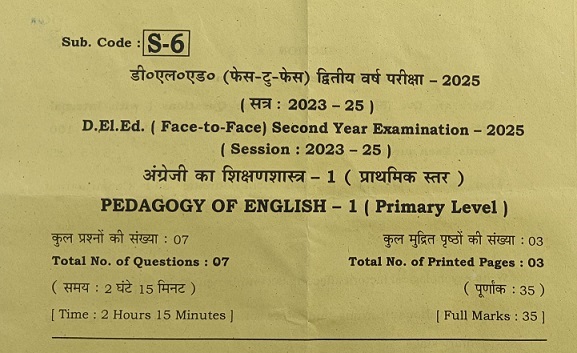 Sub. Code : S-6
डी०एल०एड० (फेस-टु-फेस) द्वितीय वर्ष परीक्षा – 2025
( सत्र : 2023 – 25 )
D.El.Ed. ( Face-to-Face) Second Year Examination – 2025
( Session : 2023 – 25 )
अंग्रेजी का शिक्षणशास्त्र – 1 ( प्राथमिक स्तर )
PEDAGOGY OF ENGLISH – 1 ( Primary Level )
कुल प्रश्नों की संख्या : 07 कुल मुद्रित पृष्ठों की संख्या : 03
Total No. of Questions : 07 Total No. of Printed Pages : 03
( समय : 2 घंटे 15 मिनट ) ( पूर्णांक : 35 )
[ Time : 2 Hours 15 Minutes ] [ Full Marks : 35 ]